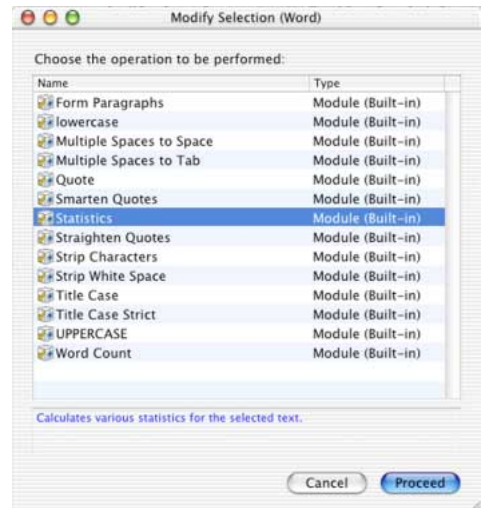 Modify Selection (Word)
Choose the operation to be performed:
Name Type
Form Paragraphs Module (Built-in)
lowercase Module (Built-in)
Multiple Spaces to Space Module (Built-in)
Multiple Spaces to Tab Module (Built-in)
Quote Module (Built-in)
Smarten Quotes Module (Built-in)
Statistics Module (Built-in)
Straighten Quotes Module (Built-in)
Strip Characters Module (Built-in)
Strip White Space Module (Built-in)
Title Case Module (Built-in)
Title Case Strict Module (Built-in)
UPPERCASE Module (Built-in)
Word Count Module (Built-in)
Calculates various statistics for the selected text.
Cancel Proceed